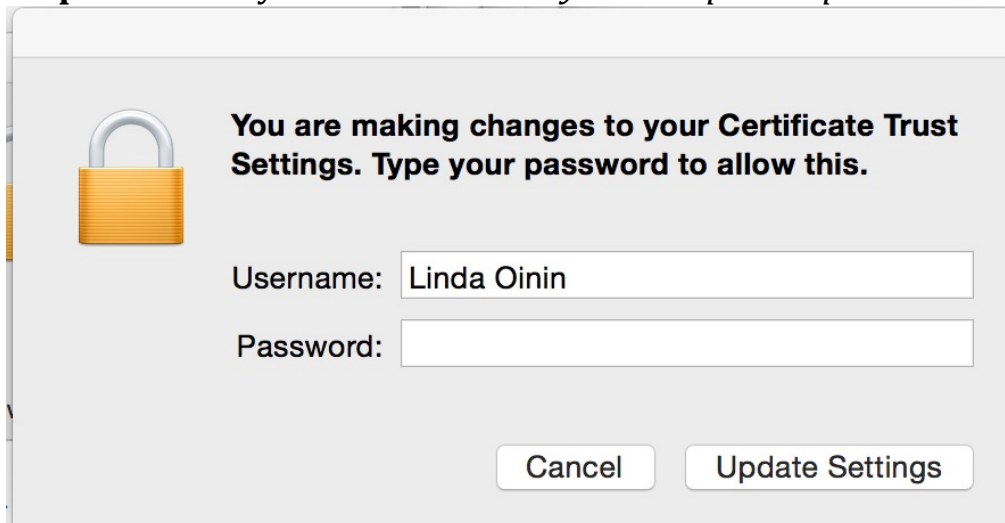 You are making changes to your Certificate Trust
Settings. Type your password to allow this.
Username: Linda Oinin
Password:
Cancel Update Settings